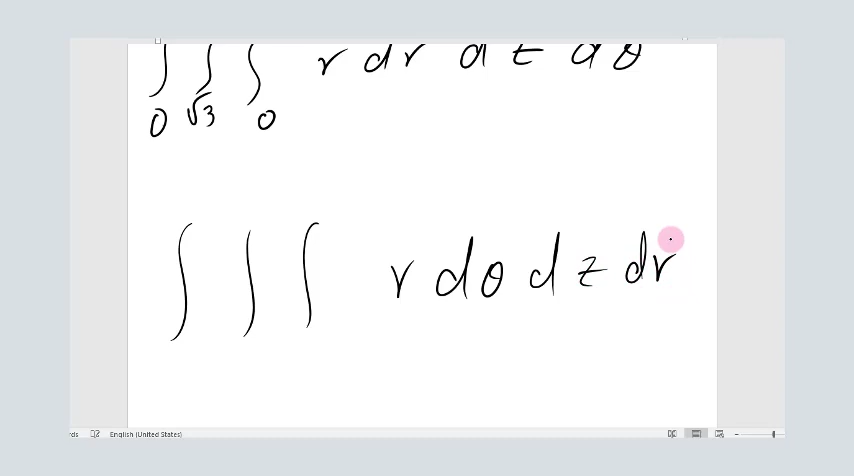 ∫ ∫ ∫ r dr dz dθ
0 √3 0
∫ ∫ ∫ r dθ dz dr
English (United States)